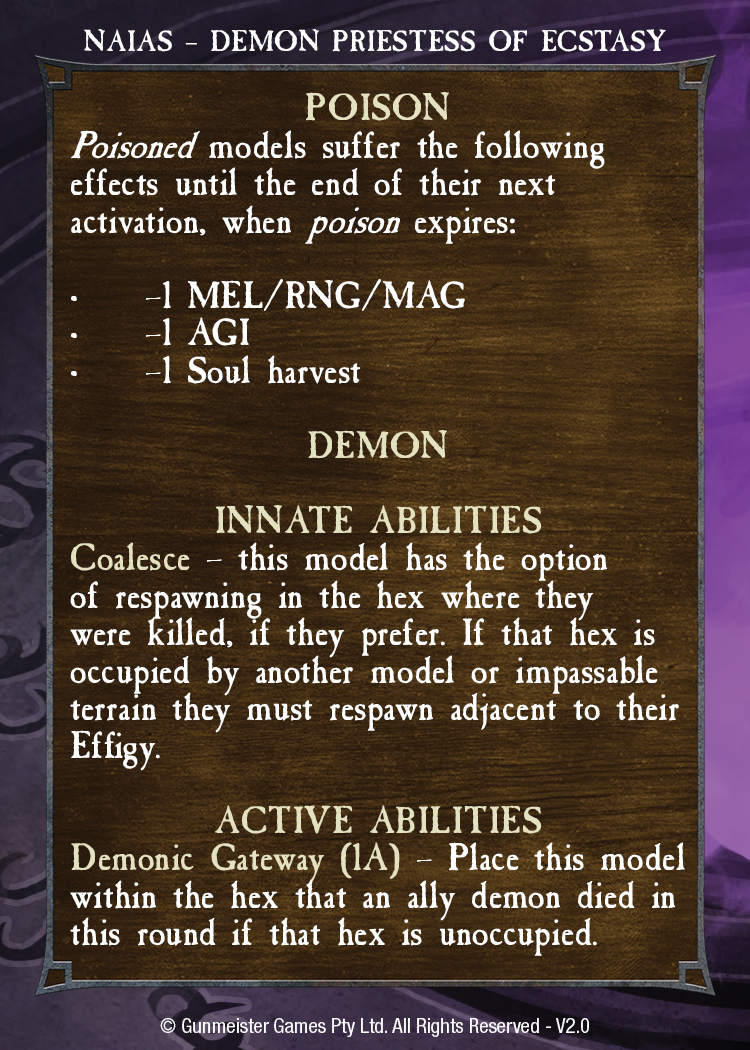 NAIAS – DEMON PRIESTESS OF ECSTASY
POISON
Poisoned models suffer the following
effects until the end of their next
activation, when poison expires:
· –1 MEL/RNG/MAG
· –1 AGI
· –1 Soul harvest
DEMON
INNATE ABILITIES
Coalesce – this model has the option
of respawning in the hex where they
were killed, if they prefer. If that hex is
occupied by another model or impassable
terrain they must respawn adjacent to their
Effigy.
ACTIVE ABILITIES
Demonic Gateway (1A) – Place this model
within the hex that an ally demon died in
this round if that hex is unoccupied.
© Gunmeister Games Pty Ltd. All Rights Reserved - V2.0